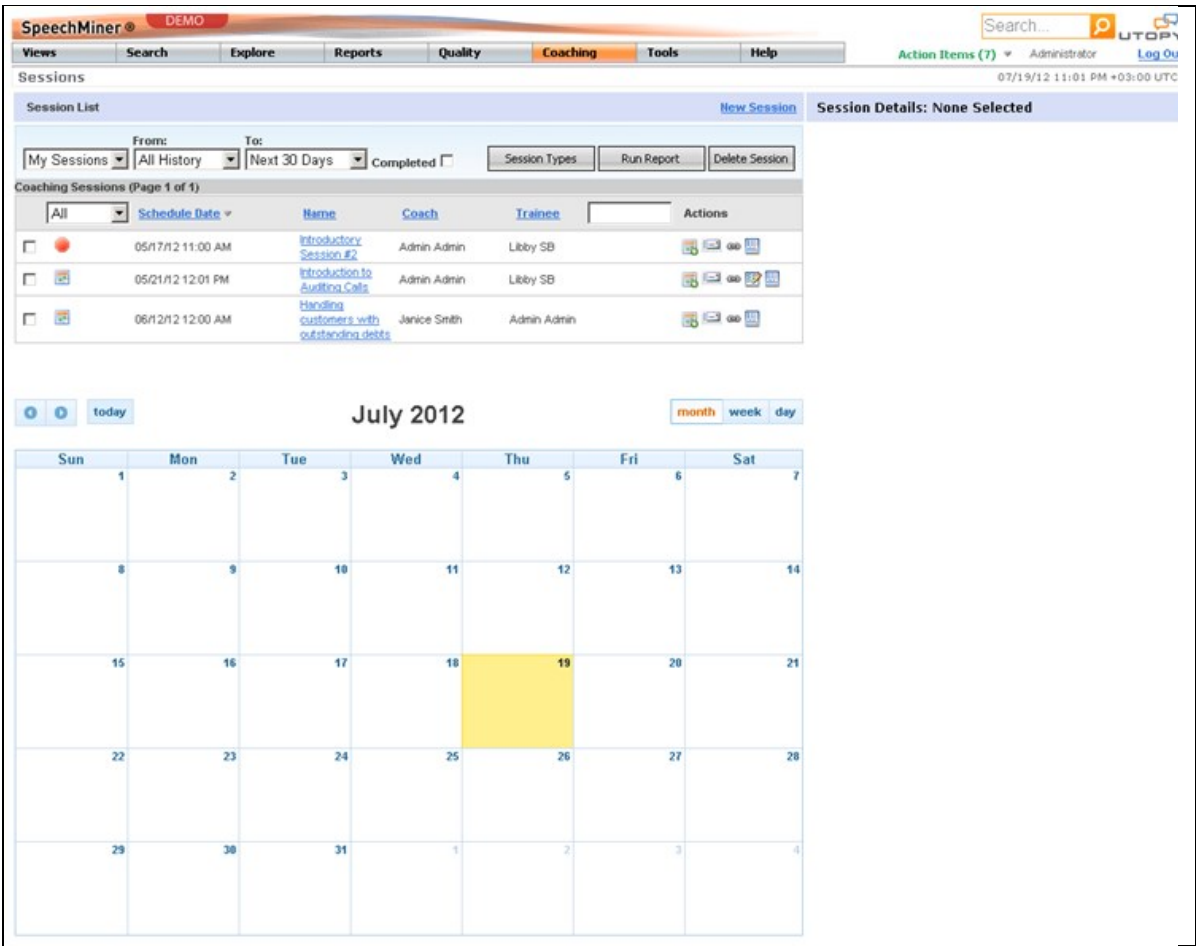 SpeechMiner ® DEMO Search... UTOPY
Views Search Explore Reports Quality Coaching Tools Help Action Items (7) Administrator Log Ou
Sessions 07/19/12 11:01 PM +03:00 UTC
Session List New Session Session Details: None Selected
From: To:
My Sessions All History Next 30 Days Completed Session Types Run Report Delete Session
Coaching Sessions (Page 1 of 1)
All Schedule Date Name Coach Trainee Actions
05/17/12 11:00 AM Introductory Session #2 Admin Admin Libby SB
05/21/12 12:01 PM Introduction to Auditing Calls Admin Admin Libby SB
06/12/12 12:00 AM Handling customers with outstanding debts Janice Smith Admin Admin
today July 2012 month week day
Sun Mon Tue Wed Thu Fri Sat
1 2 3 4 5 6 7
8 9 10 11 12 13 14
15 16 17 18 19 20 21
22 23 24 25 26 27 28
29 30 31 1 2 3 4